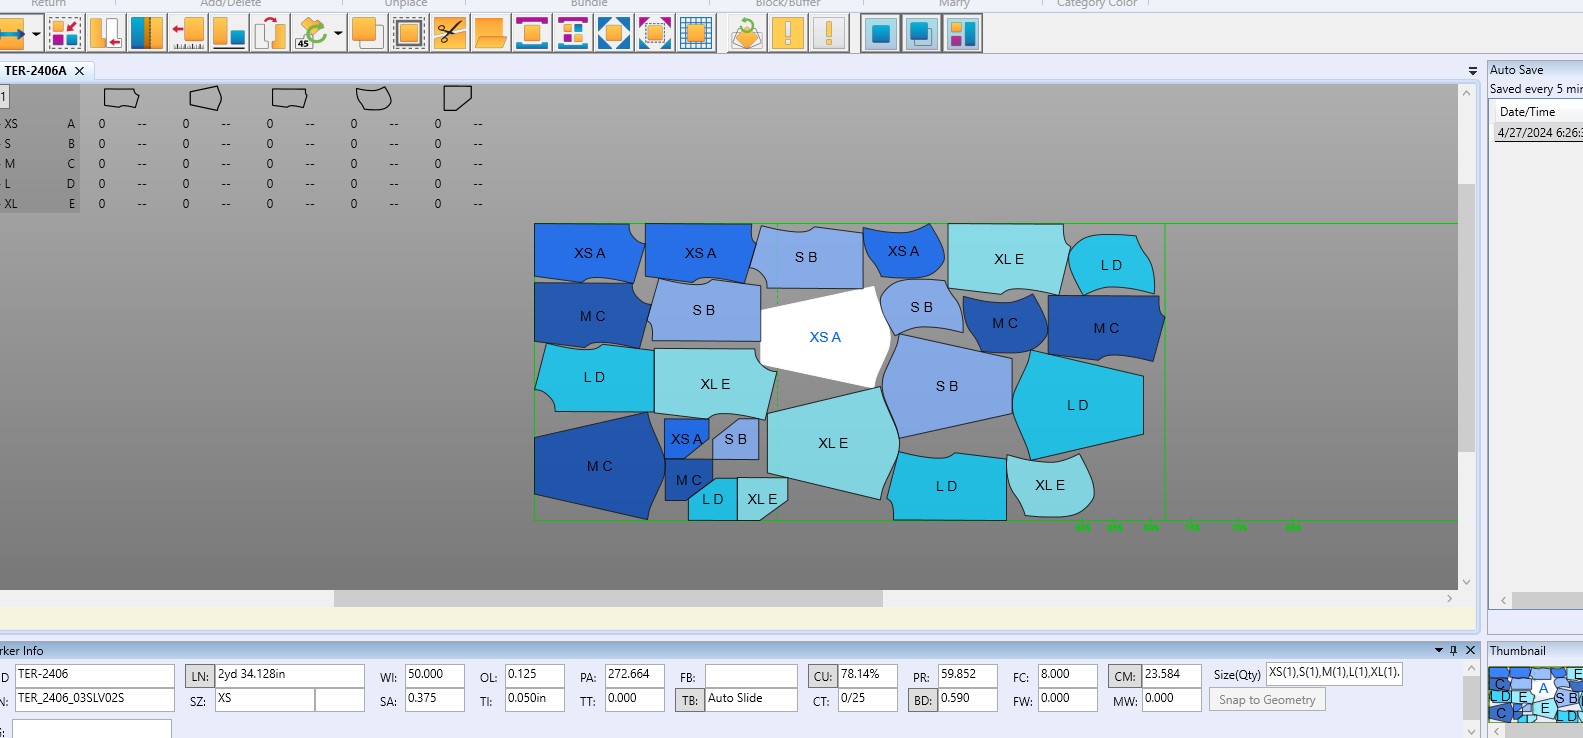 Return Add/Delete Unplace Bundle Block/Buffer Marry Category Color
45
TER-2406A
1
XS A 0 -- 0 -- 0 -- 0 -- 0 --
S B 0 -- 0 -- 0 -- 0 -- 0 --
M C 0 -- 0 -- 0 -- 0 -- 0 --
L D 0 -- 0 -- 0 -- 0 -- 0 --
XL E 0 -- 0 -- 0 -- 0 -- 0 --
Auto Save
Saved every 5 min
Date/Time
4/27/2024 6:26:3
XS A XS A S B XS A XL E L D
M C S B XS A S B M C M C
L D XL E S B L D
M C XS A S B XL E
M C L D XL E L D XL E
rker Info
D TER-2406 LN: 2yd 34.128in WI: 50.000 OL: 0.125 PA: 272.664 FB: CU: 78.14% PR: 59.852 FC: 8.000 CM: 23.584 Size(Qty) XS(1),S(1),M(1),L(1),XL(1).
N: TER_2406_03SLV02S SZ: XS SA: 0.375 TI: 0.050in TT: 0.000 TB: Auto Slide CT: 0/25 BD: 0.590 FW: 0.000 MW: 0.000 Snap to Geometry
Thumbnail
E
C A
L D E S B
C E L D